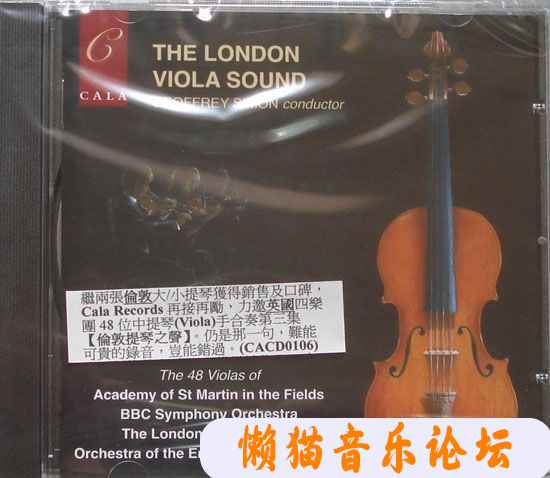 C
CALA
THE LONDON
VIOLA SOUND
GEOFFREY SIMON conductor
繼兩張倫敦大/小提琴獲得銷售及口碑，
Cala Records 再接再勵，力邀英國四樂
團 48 位中提琴(Viola)手合奏第三集
【倫敦提琴之聲】。仍是那一句，難能
可貴的錄音，豈能錯過。(CACD0106)
The 48 Violas of
Academy of St Martin in the Fields
BBC Symphony Orchestra
The London
Orchestra of the
懒猫音乐论坛